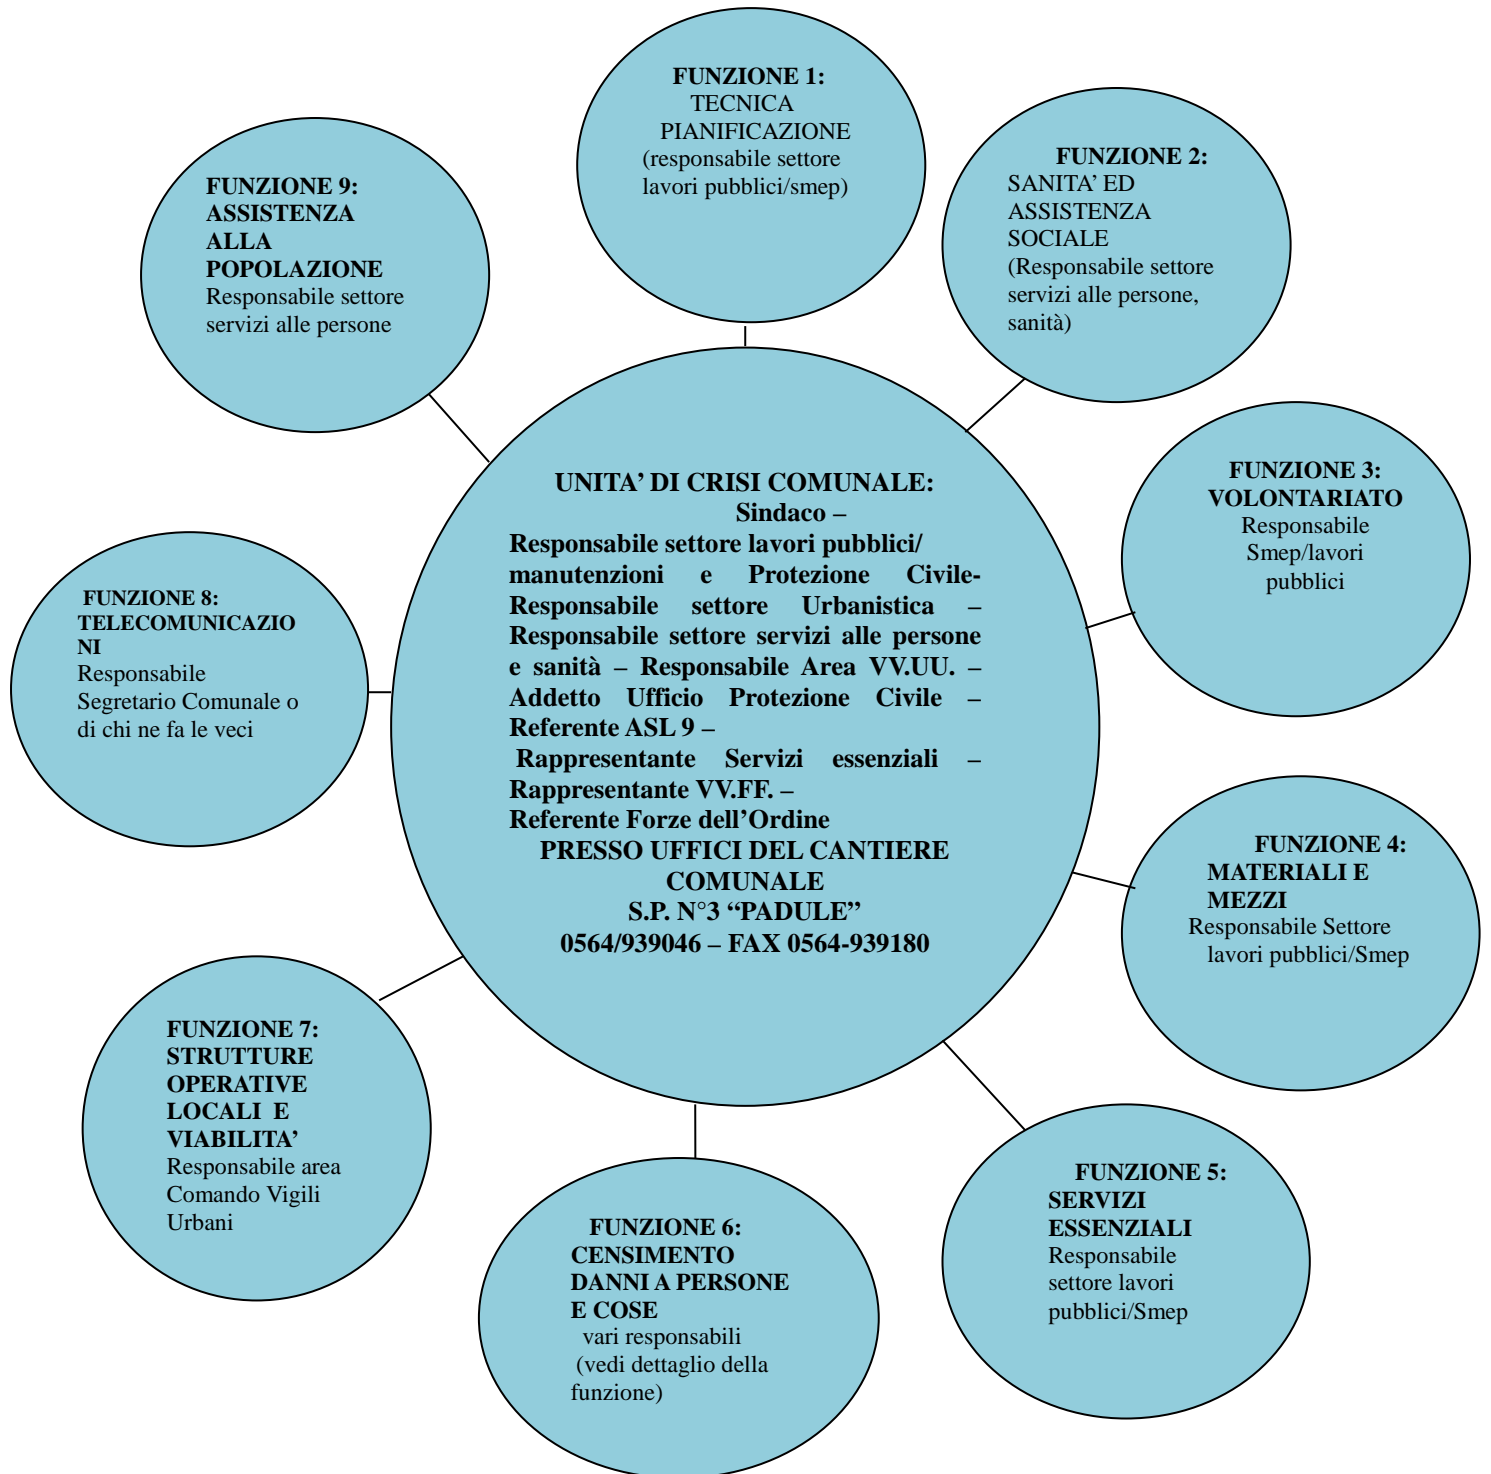 FUNZIONE 1:
TECNICA
PIANIFICAZIONE
(responsabile settore
lavori pubblici/smep)
FUNZIONE 2:
SANITA’ ED
ASSISTENZA
SOCIALE
(Responsabile settore
servizi alle persone,
sanità)
FUNZIONE 3:
VOLONTARIATO
Responsabile
Smep/lavori
pubblici
FUNZIONE 4:
MATERIALI E
MEZZI
Responsabile Settore
lavori pubblici/Smep
FUNZIONE 5:
SERVIZI
ESSENZIALI
Responsabile
settore lavori
pubblici/Smep
FUNZIONE 6:
CENSIMENTO
DANNI A PERSONE
E COSE
vari responsabili
(vedi dettaglio della
funzione)
FUNZIONE 7:
STRUTTURE
OPERATIVE
LOCALI E
VIABILITA’
Responsabile area
Comando Vigili
Urbani
FUNZIONE 8:
TELECOMUNICAZIO
NI
Responsabile
Segretario Comunale o
di chi ne fa le veci
FUNZIONE 9:
ASSISTENZA
ALLA
POPOLAZIONE
Responsabile settore
servizi alle persone
UNITA’ DI CRISI COMUNALE:
Sindaco –
Responsabile settore lavori pubblici/
manutenzioni e Protezione Civile-
Responsabile settore Urbanistica –
Responsabile settore servizi alle persone
e sanità – Responsabile Area VV.UU. –
Addetto Ufficio Protezione Civile –
Referente ASL 9 –
Rappresentante Servizi essenziali –
Rappresentante VV.FF. –
Referente Forze dell’Ordine
PRESSO UFFICI DEL CANTIERE
COMUNALE
S.P. N°3 “PADULE”
0564/939046 – FAX 0564-939180